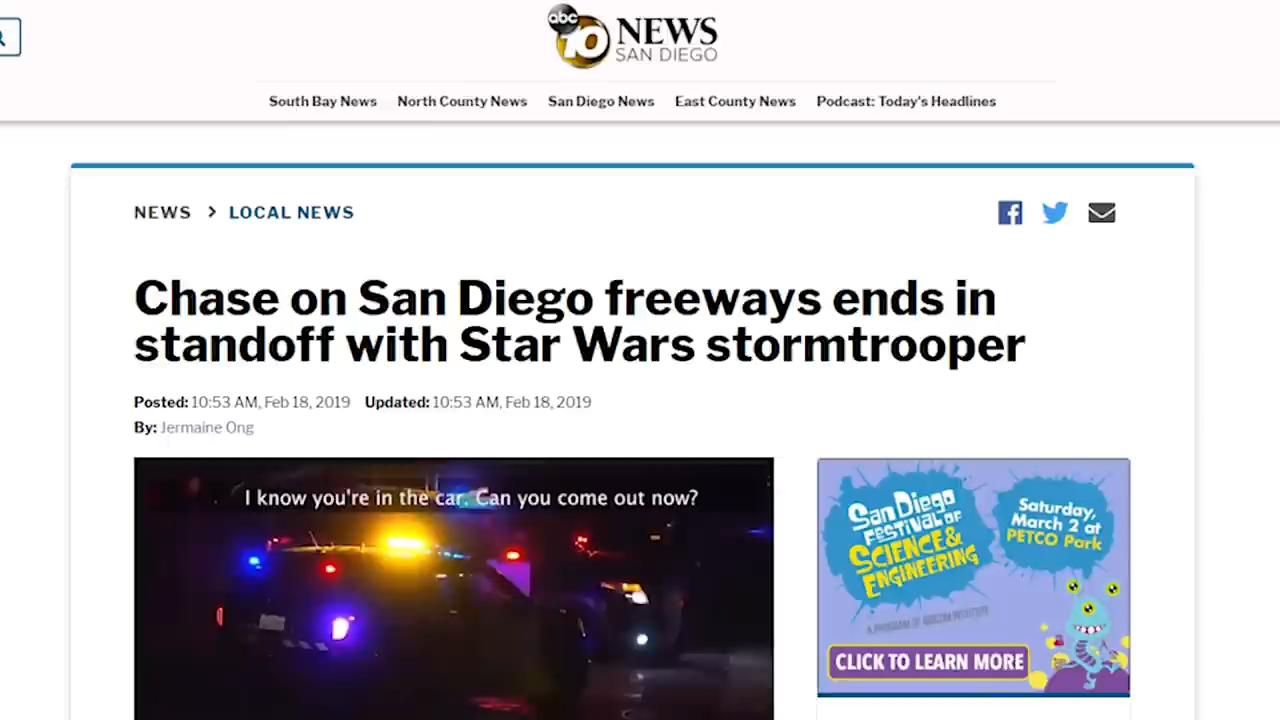 abc
10 NEWS
SAN DIEGO
South Bay News North County News San Diego News East County News Podcast: Today's Headlines
NEWS > LOCAL NEWS
Chase on San Diego freeways ends in
standoff with Star Wars stormtrooper
Posted: 10:53 AM, Feb 18, 2019 Updated: 10:53 AM, Feb 18, 2019
By: Jermaine Ong
I know you're in the car. Can you come out now?
San Diego
FESTIVAL OF
SCIENCE &
ENGINEERING
Saturday,
March 2 at
PETCO Park
CLICK TO LEARN MORE